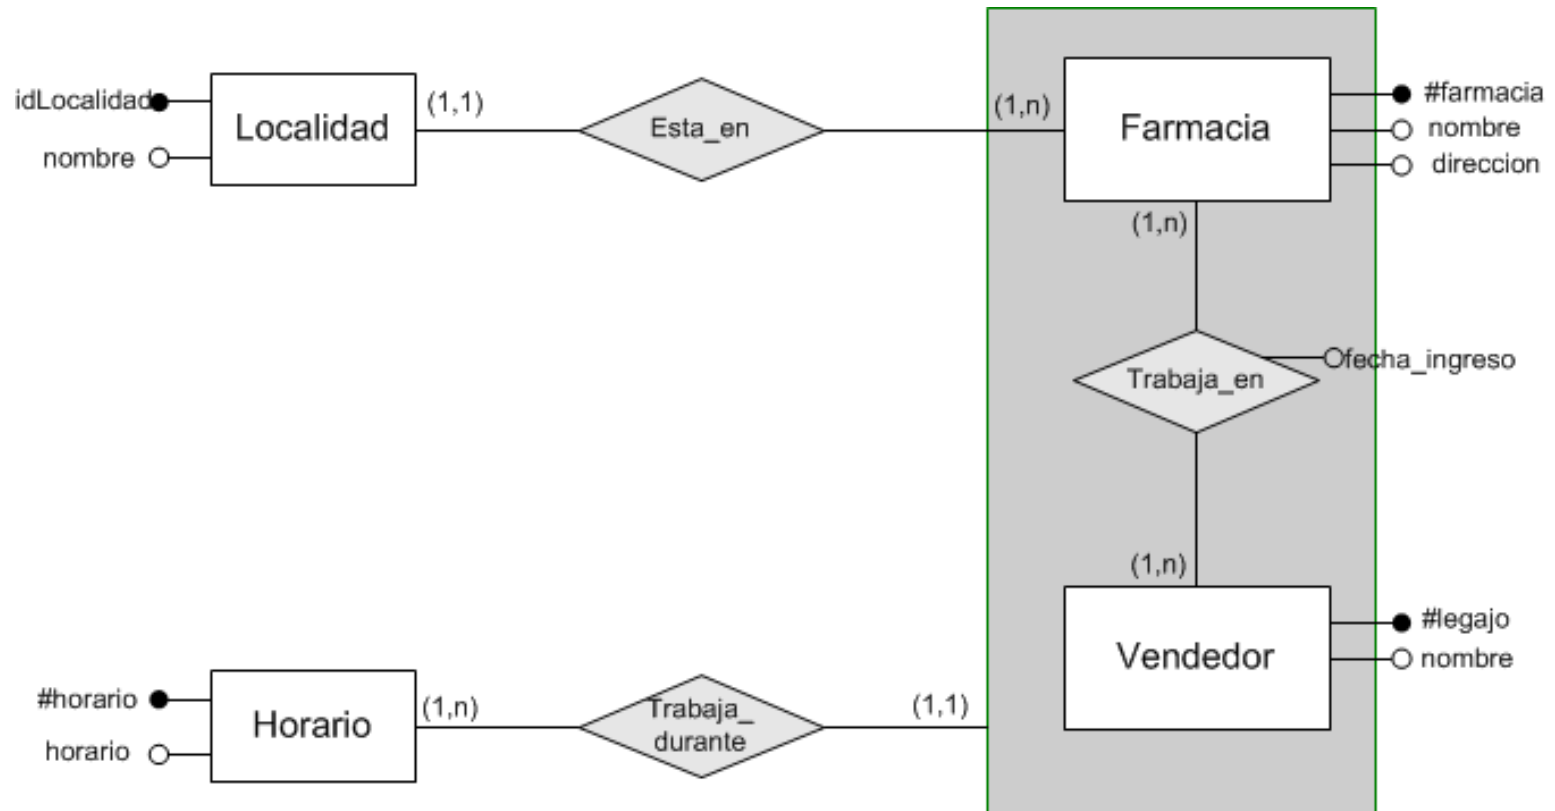 idLocalidad
nombre
Localidad
(1,1)
Esta_en
(1,n)
Farmacia
#farmacia
nombre
direccion
(1,n)
Trabaja_en
fecha_ingreso
(1,n)
Vendedor
#legajo
nombre
#horario
horario
Horario
(1,n)
Trabaja_
durante
(1,1)